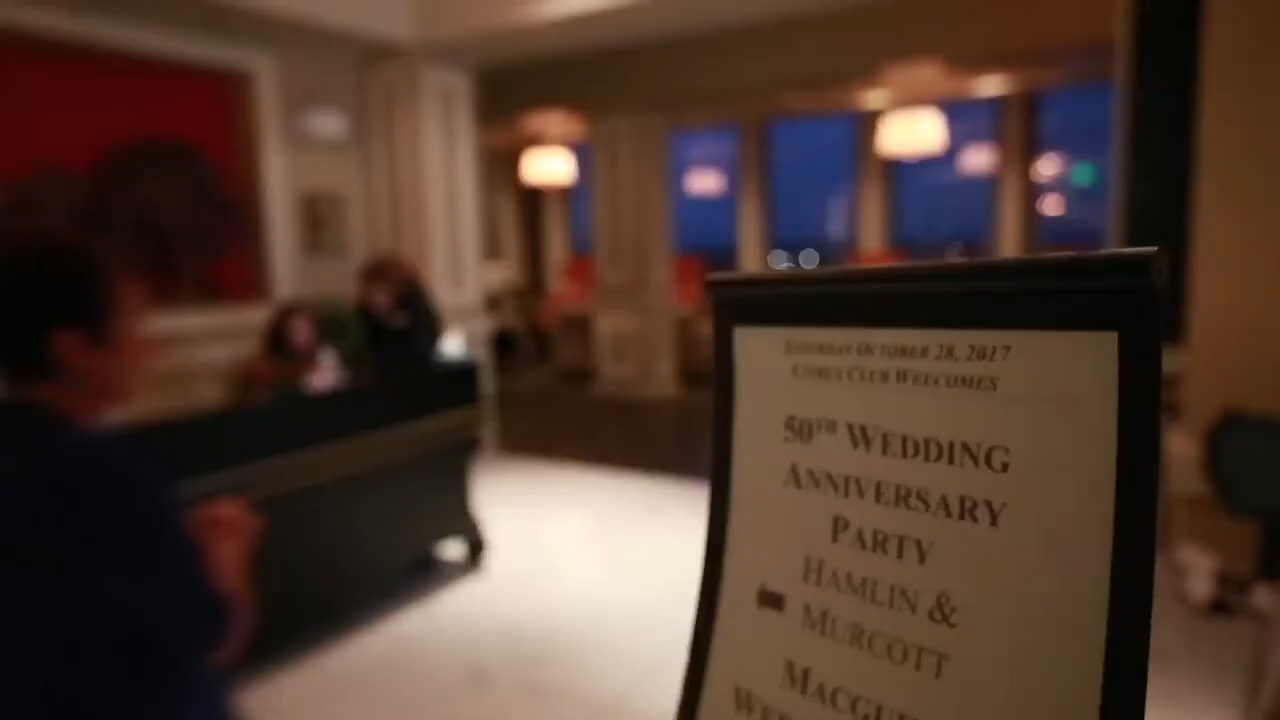 Saturday October 28, 2017
Club Welcomes
50th Wedding
Anniversary
Party
Hamlin &
Murcott